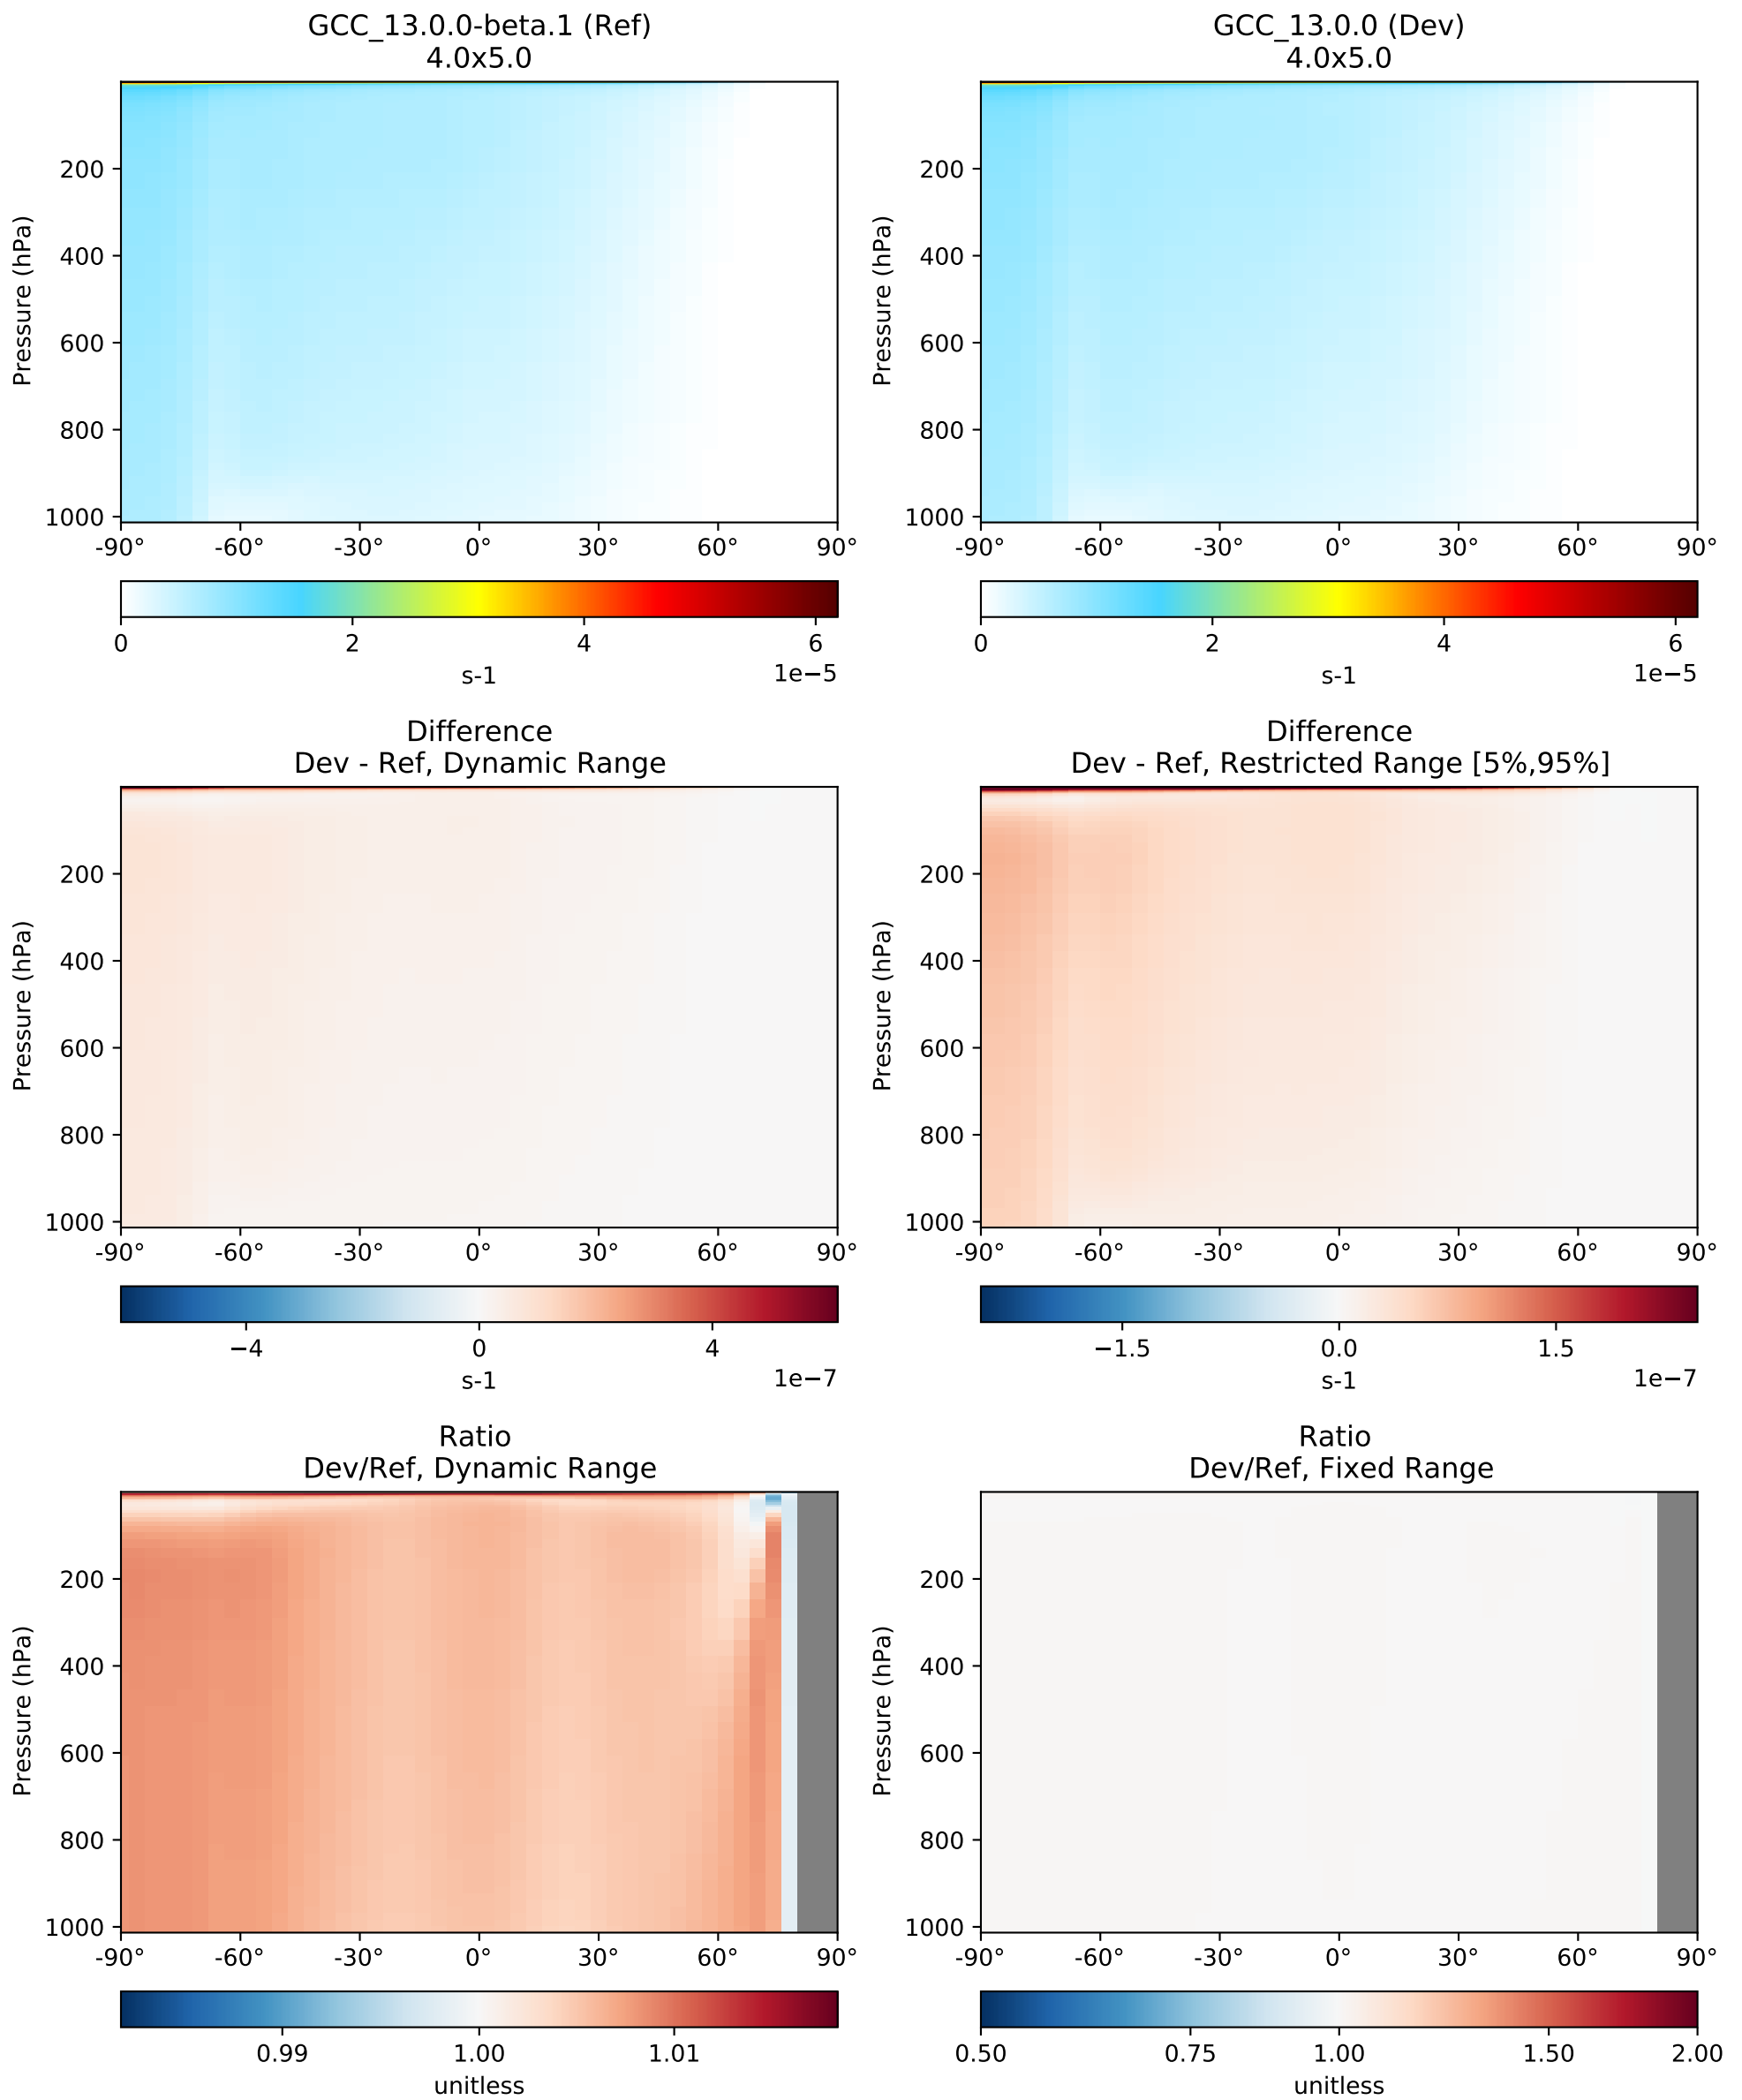 GCC_13.0.0-beta.1 (Ref)
4.0x5.0
Pressure (hPa)
200
400
600
800
1000
-90° -60° -30° 0° 30° 60° 90°
0 2 4 6
1e−5
s-1
GCC_13.0.0 (Dev)
4.0x5.0
Pressure (hPa)
200
400
600
800
1000
-90° -60° -30° 0° 30° 60° 90°
0 2 4 6
1e−5
s-1
Difference
Dev - Ref, Dynamic Range
Pressure (hPa)
200
400
600
800
1000
-90° -60° -30° 0° 30° 60° 90°
−4 0 4
1e−7
s-1
Difference
Dev - Ref, Restricted Range [5%,95%]
Pressure (hPa)
200
400
600
800
1000
-90° -60° -30° 0° 30° 60° 90°
−1.5 0.0 1.5
1e−7
s-1
Ratio
Dev/Ref, Dynamic Range
Pressure (hPa)
200
400
600
800
1000
-90° -60° -30° 0° 30° 60° 90°
0.99 1.00 1.01
unitless
Ratio
Dev/Ref, Fixed Range
Pressure (hPa)
200
400
600
800
1000
-90° -60° -30° 0° 30° 60° 90°
0.50 0.75 1.00 1.50 2.00
unitless